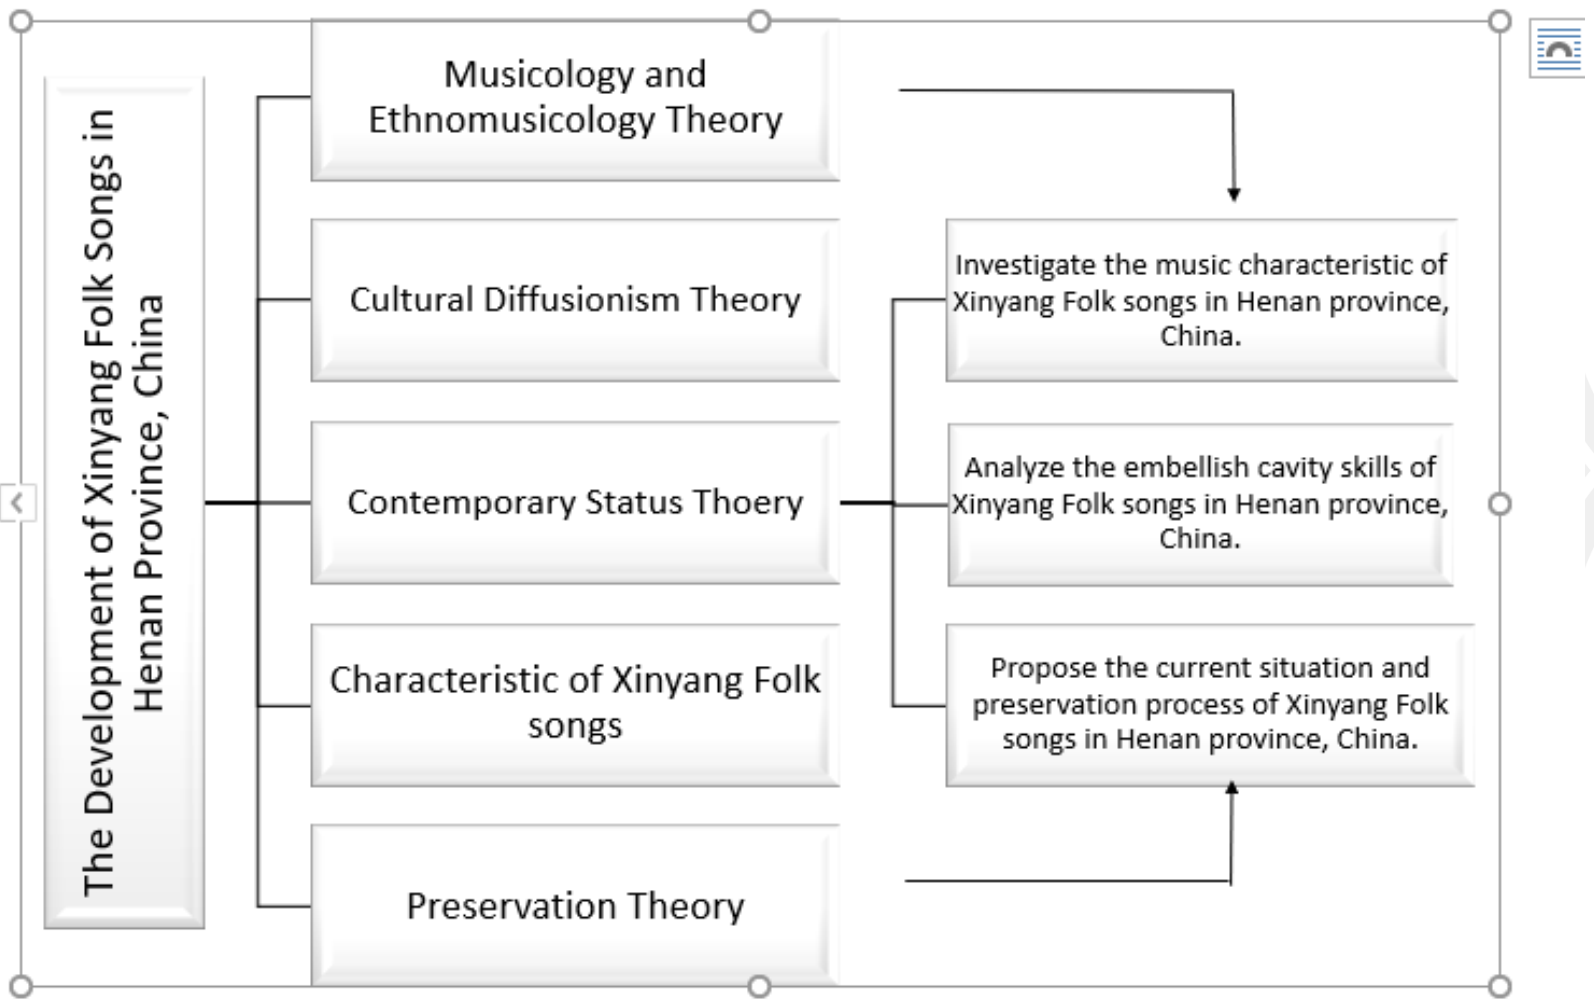 The Development of Xinyang Folk Songs in
Henan Province, China
Musicology and
Ethnomusicology Theory
Cultural Diffusionism Theory
Contemporary Status Thoery
Characteristic of Xinyang Folk
songs
Preservation Theory
Investigate the music characteristic of
Xinyang Folk songs in Henan province,
China.
Analyze the embellish cavity skills of
Xinyang Folk songs in Henan province,
China.
Propose the current situation and
preservation process of Xinyang Folk
songs in Henan province, China.